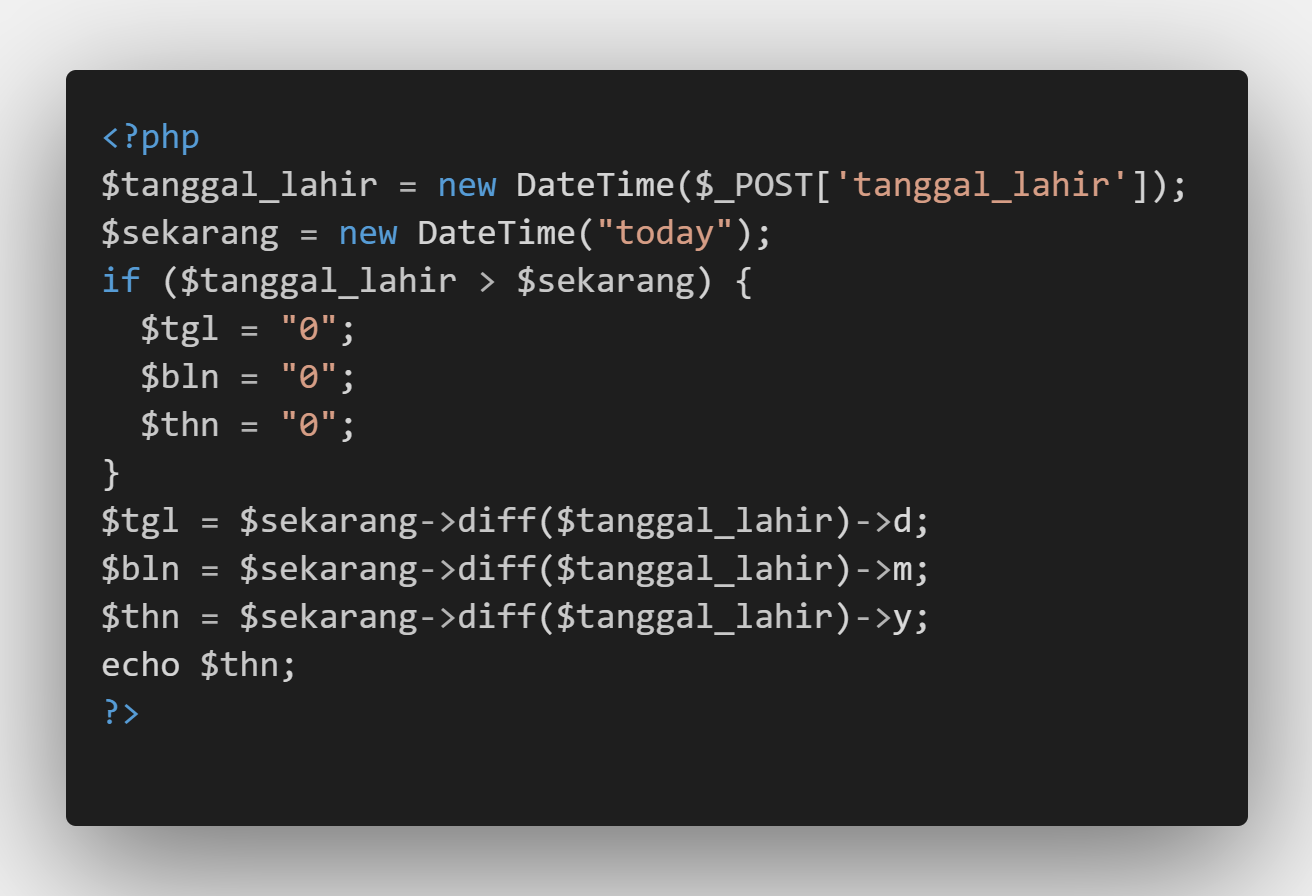 <?php
$tanggal_lahir = new DateTime($_POST['tanggal_lahir']);
$sekarang = new DateTime("today");
if ($tanggal_lahir > $sekarang) {
  $tgl = "0";
  $bln = "0";
  $thn = "0";
}
$tgl = $sekarang->diff($tanggal_lahir)->d;
$bln = $sekarang->diff($tanggal_lahir)->m;
$thn = $sekarang->diff($tanggal_lahir)->y;
echo $thn;
?>